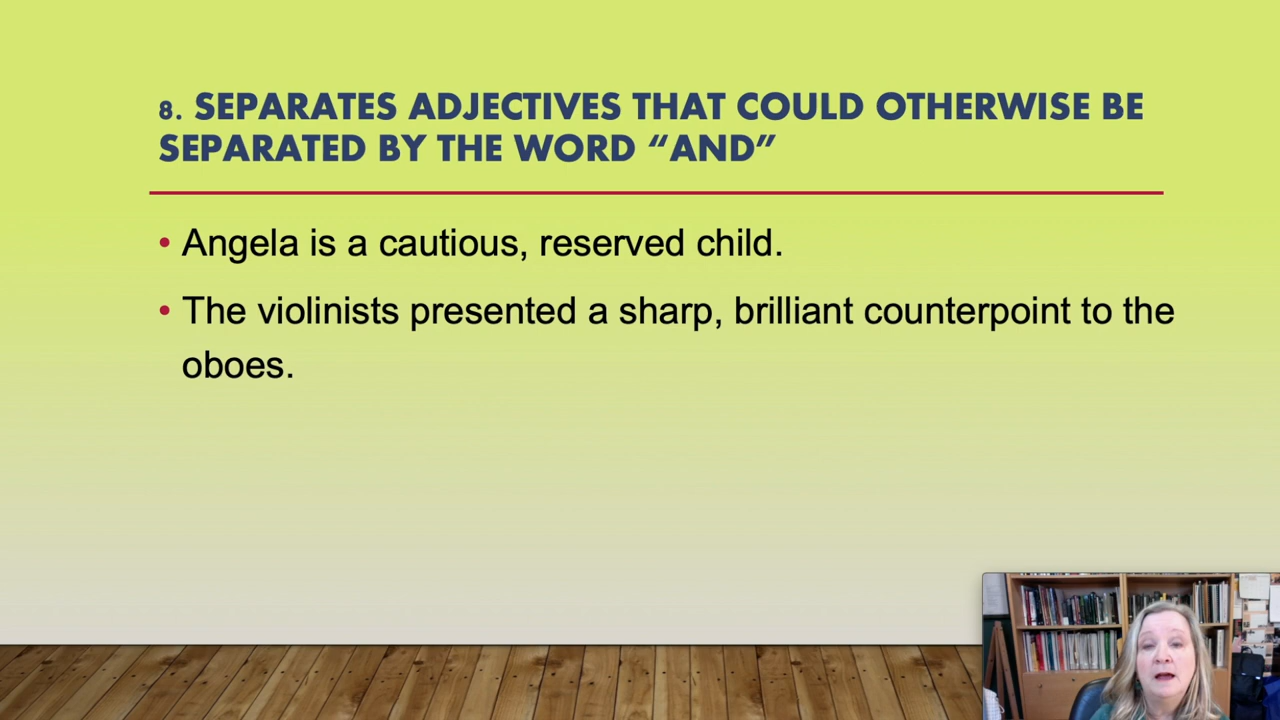 8. SEPARATES ADJECTIVES THAT COULD OTHERWISE BE
SEPARATED BY THE WORD “AND”
• Angela is a cautious, reserved child.
• The violinists presented a sharp, brilliant counterpoint to the
oboes.